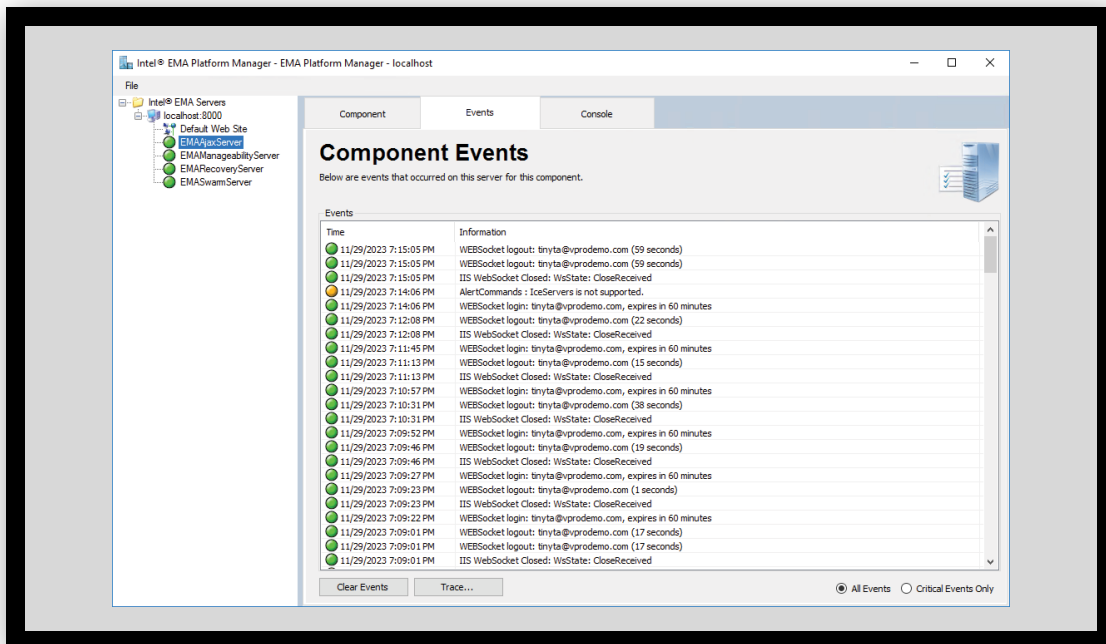 Intel® EMA Platform Manager - EMA Platform Manager - localhost
File
Intel® EMA Servers
localhost:8000
Default Web Site
EMAAjaxServer
EMAManageabilityServer
EMARecoveryServer
EMASwarmServer
Component Events Console
Component Events
Below are events that occurred on this server for this component.
Events
Time Information
11/29/2023 7:15:05 PM WEBSocket logout: tinyta@vprodemo.com (59 seconds)
11/29/2023 7:15:05 PM WEBSocket logout: tinyta@vprodemo.com (59 seconds)
11/29/2023 7:15:05 PM IIS WebSocket Closed: WsState: CloseReceived
11/29/2023 7:14:06 PM AlertCommands : IceServers is not supported.
11/29/2023 7:14:06 PM WEBSocket login: tinyta@vprodemo.com, expires in 60 minutes
11/29/2023 7:12:08 PM WEBSocket logout: tinyta@vprodemo.com (22 seconds)
11/29/2023 7:12:08 PM IIS WebSocket Closed: WsState: CloseReceived
11/29/2023 7:11:45 PM WEBSocket login: tinyta@vprodemo.com, expires in 60 minutes
11/29/2023 7:11:13 PM WEBSocket logout: tinyta@vprodemo.com (15 seconds)
11/29/2023 7:11:13 PM IIS WebSocket Closed: WsState: CloseReceived
11/29/2023 7:10:57 PM WEBSocket login: tinyta@vprodemo.com, expires in 60 minutes
11/29/2023 7:10:31 PM WEBSocket logout: tinyta@vprodemo.com (38 seconds)
11/29/2023 7:10:31 PM IIS WebSocket Closed: WsState: CloseReceived
11/29/2023 7:09:52 PM WEBSocket login: tinyta@vprodemo.com, expires in 60 minutes
11/29/2023 7:09:46 PM WEBSocket logout: tinyta@vprodemo.com (19 seconds)
11/29/2023 7:09:46 PM IIS WebSocket Closed: WsState: CloseReceived
11/29/2023 7:09:27 PM WEBSocket login: tinyta@vprodemo.com, expires in 60 minutes
11/29/2023 7:09:23 PM WEBSocket logout: tinyta@vprodemo.com (1 seconds)
11/29/2023 7:09:23 PM IIS WebSocket Closed: WsState: CloseReceived
11/29/2023 7:09:22 PM WEBSocket login: tinyta@vprodemo.com, expires in 60 minutes
11/29/2023 7:09:01 PM WEBSocket logout: tinyta@vprodemo.com (17 seconds)
11/29/2023 7:09:01 PM WEBSocket logout: tinyta@vprodemo.com (17 seconds)
11/29/2023 7:09:01 PM IIS WebSocket Closed: WsState: CloseReceived
Clear Events Trace... All Events Critical Events Only